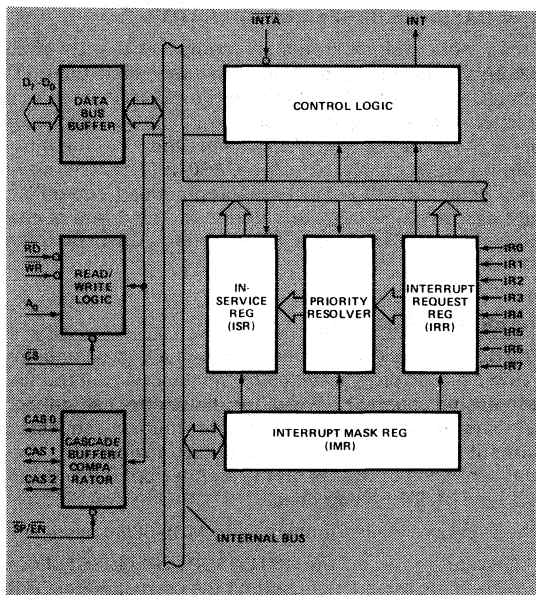 INTA
INT
D7-D0
DATA
BUS
BUFFER
CONTROL LOGIC
RD
WR
A0
CS
READ/
WRITE
LOGIC
IN-
SERVICE
REG
(ISR)
PRIORITY
RESOLVER
INTERRUPT
REQUEST
REG
(IRR)
IR0
IR1
IR2
IR3
IR4
IR5
IR6
IR7
CAS 0
CAS 1
CAS 2
CASCADE
BUFFER/
COMPA
RATOR
INTERRUPT MASK REG
(IMR)
SP/EN
INTERNAL BUS